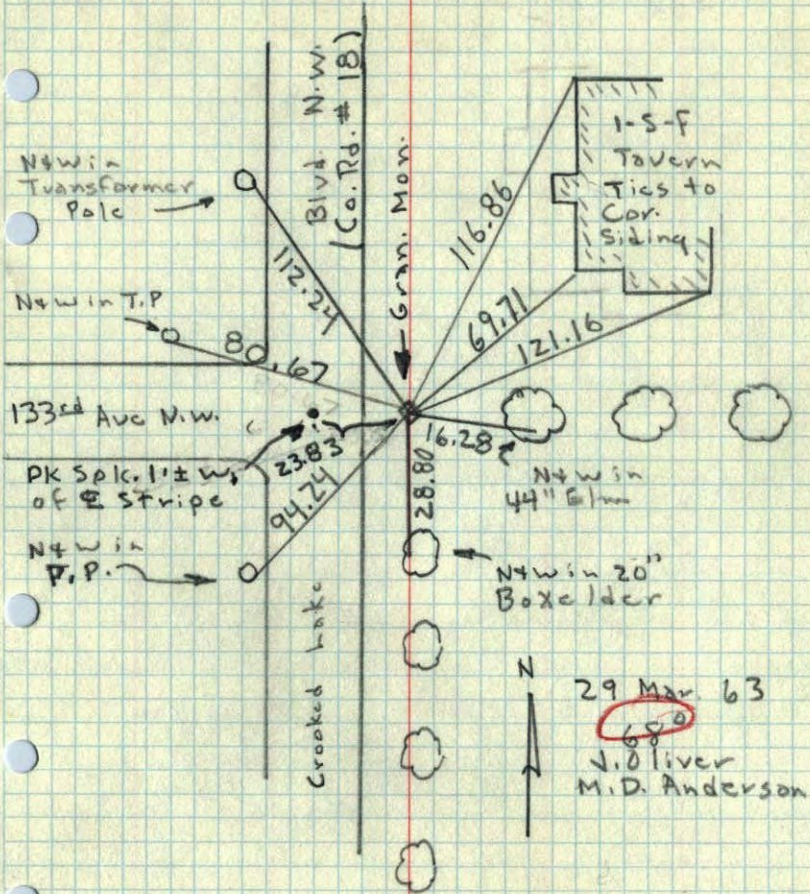 Blvd. N.W.
(Co. Rd. # 18)
Gran. Mon.
1-S-F
Tavern
Ties to
Cor.
Siding
N & W in
Transformer
Pole
112.24
116.86
69.71
121.16
N & W in T.P
80.67
133rd Ave N.W.
16.28
23.83
PK Spk. 1'± W.
of ℄ Stripe
94.24
28.80
N & W in
44" Elm
N & W in
P.P.
N & W in 20"
Boxelder
Crooked Lake
N
29 Mar. 63
68°
J. Oliver
M.D. Anderson